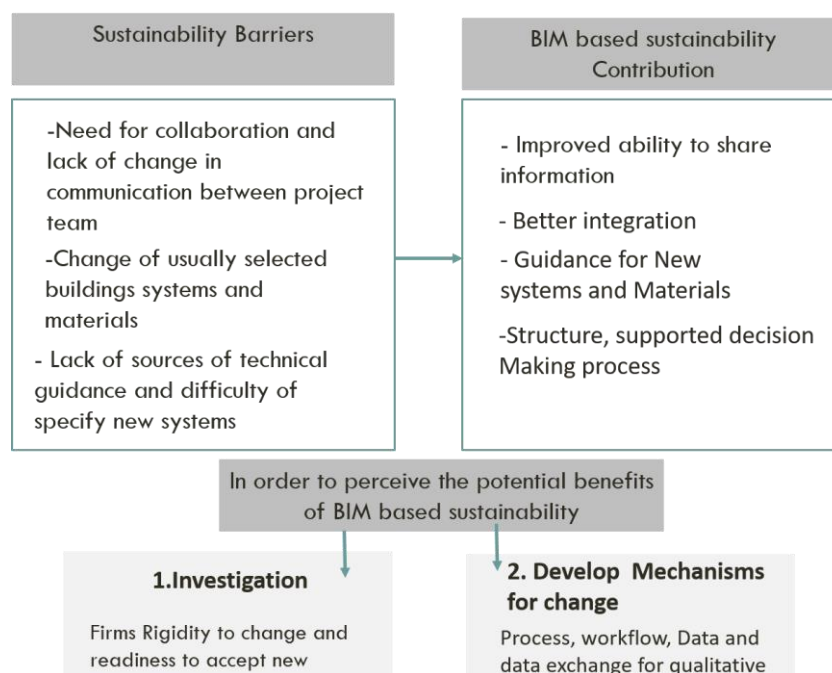 Sustainability Barriers
-Need for collaboration and
lack of change in
communication between project
team
-Change of usually selected
buildings systems and
materials
- Lack of sources of technical
guidance and difficulty of
specify new systems
BIM based sustainability
Contribution
- Improved ability to share
information
- Better integration
- Guidance for New
systems and Materials
-Structure, supported decision
Making process
In order to perceive the potential benefits
of BIM based sustainability
1.Investigation
Firms Rigidity to change and
readiness to accept new
2. Develop Mechanisms
for change
Process, workflow, Data and
data exchange for qualitative